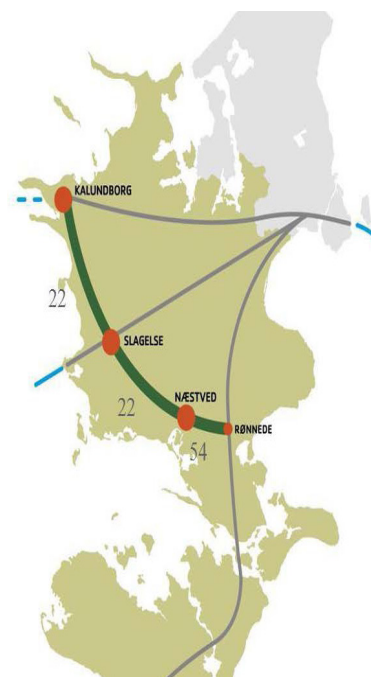 KALUNDBORG
22
SLAGELSE
NÆSTVED
22
RØNNEDE
54